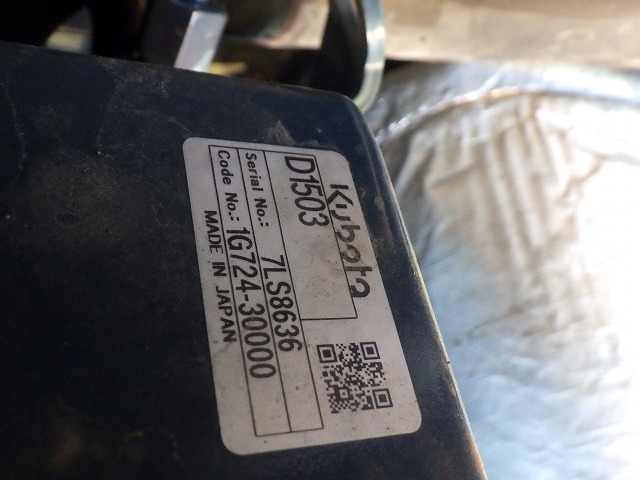 Kubota
D1503
Serial No.: 7LS8636
Code No.: 1G724-30000
MADE IN JAPAN